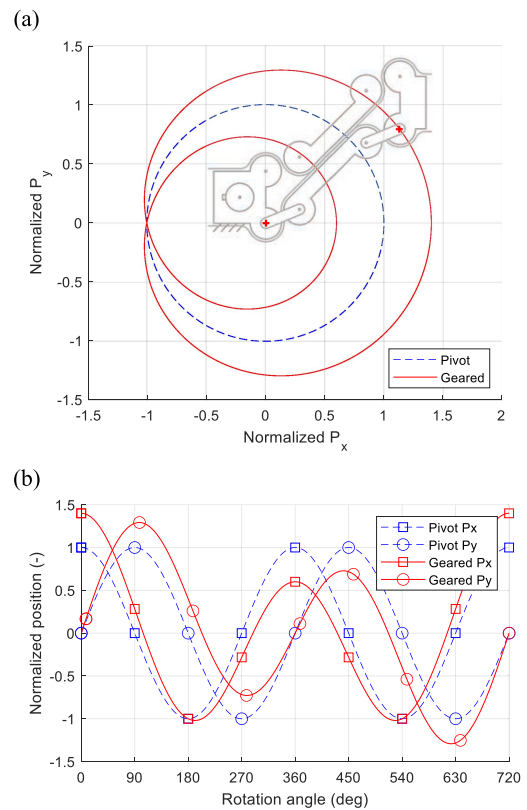 (a)
1.5
1
0.5
0
-0.5
-1
-1.5
Normalized P_y
-1.5
-1
-0.5
0
0.5
1
1.5
2
Normalized P_x
Pivot
Geared
(b)
1.5
1
0.5
0
-0.5
-1
-1.5
Normalized position (-)
Pivot Px
Pivot Py
Geared Px
Geared Py
0
90
180
270
360
450
540
630
720
Rotation angle (deg)